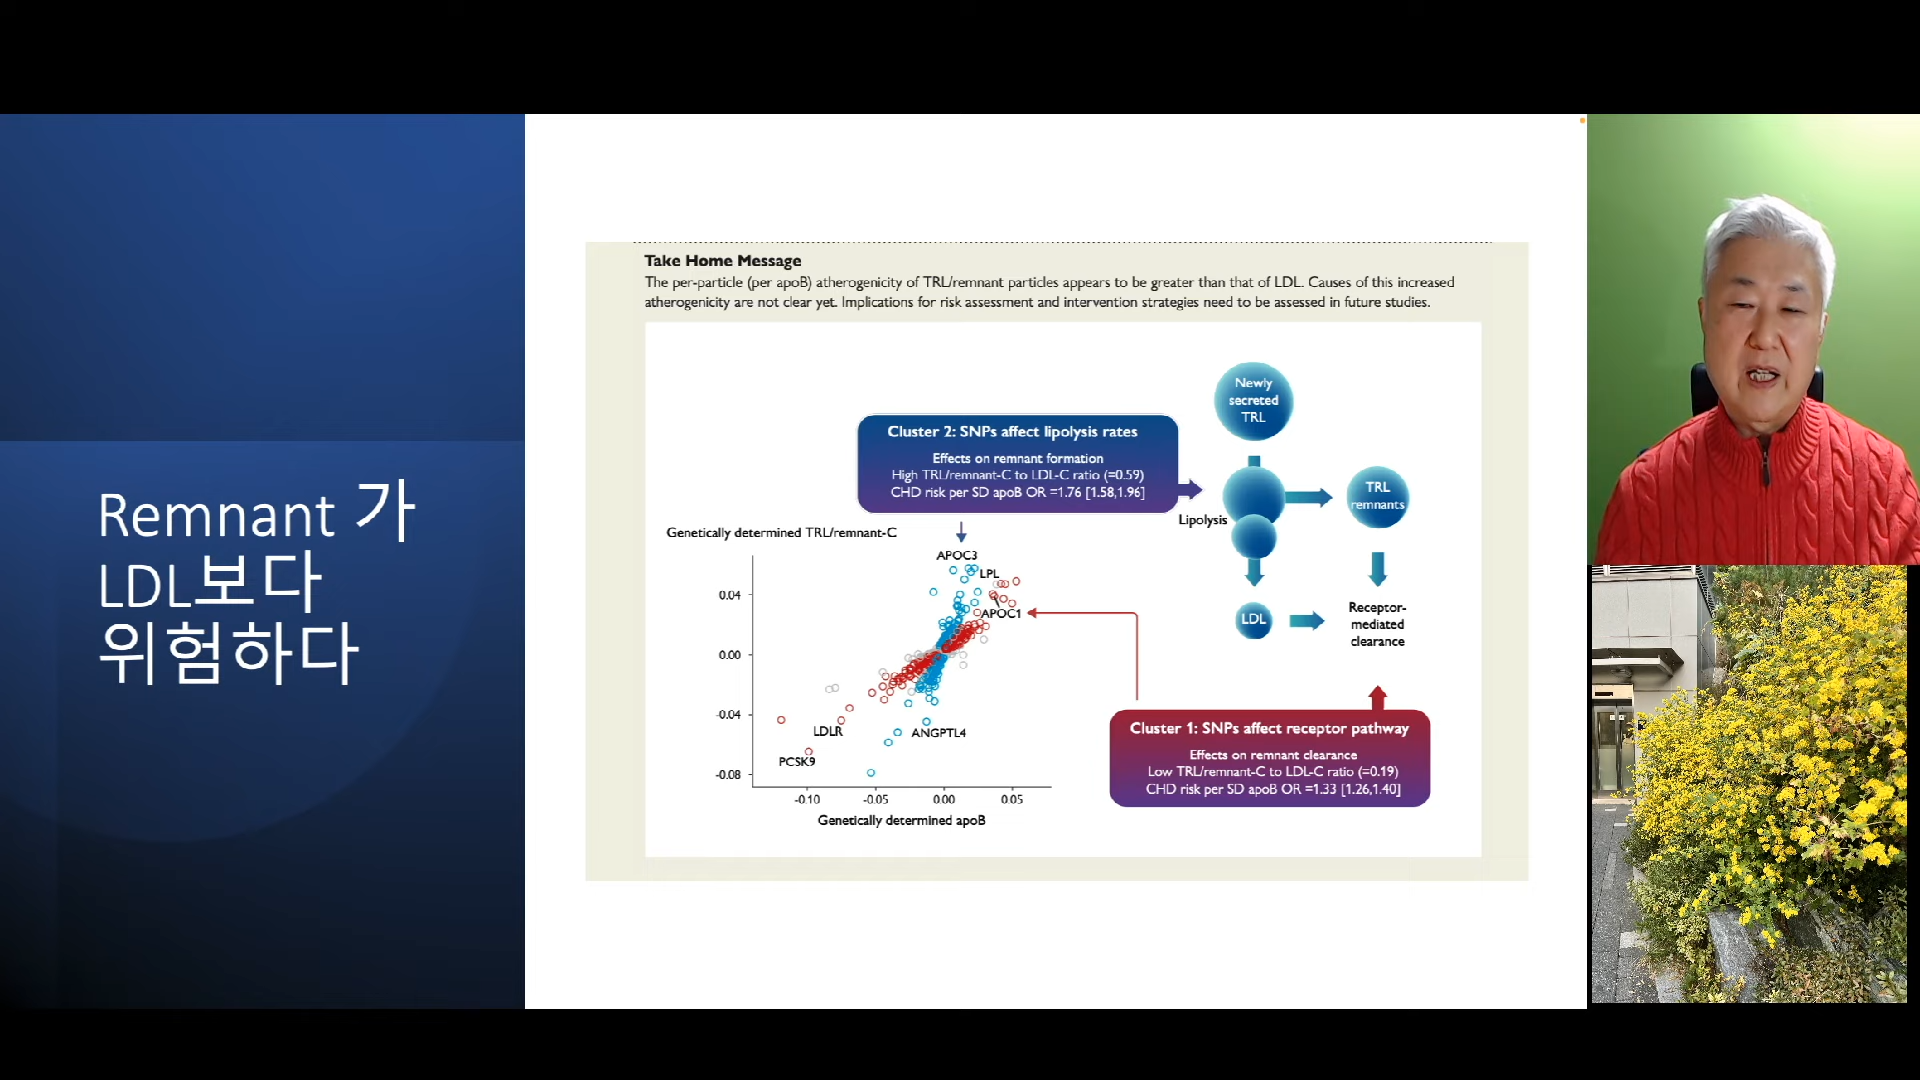 Remnant 가
LDL보다
위험하다
Take Home Message
The per-particle (per apoB) atherogenicity of TRL/remnant particles appears to be greater than that of LDL. Causes of this increased
atherogenicity are not clear yet. Implications for risk assessment and intervention strategies need to be assessed in future studies.
Newly
secreted
TRL
Cluster 2: SNPs affect lipolysis rates
Effects on remnant formation
High TRL/remnant-C to LDL-C ratio (=0.59)
CHD risk per SD apoB OR =1.76 [1.58,1.96]
TRL
remnants
Lipolysis
LDL
Receptor-
mediated
clearance
Genetically determined TRL/remnant-C
APOC3
LPL
APOC1
LDLR
ANGPTL4
PCSK9
0.04
0.00
-0.04
-0.08
-0.10
-0.05
0.00
0.05
Genetically determined apoB
Cluster 1: SNPs affect receptor pathway
Effects on remnant clearance
Low TRL/remnant-C to LDL-C ratio (=0.19)
CHD risk per SD apoB OR =1.33 [1.26,1.40]